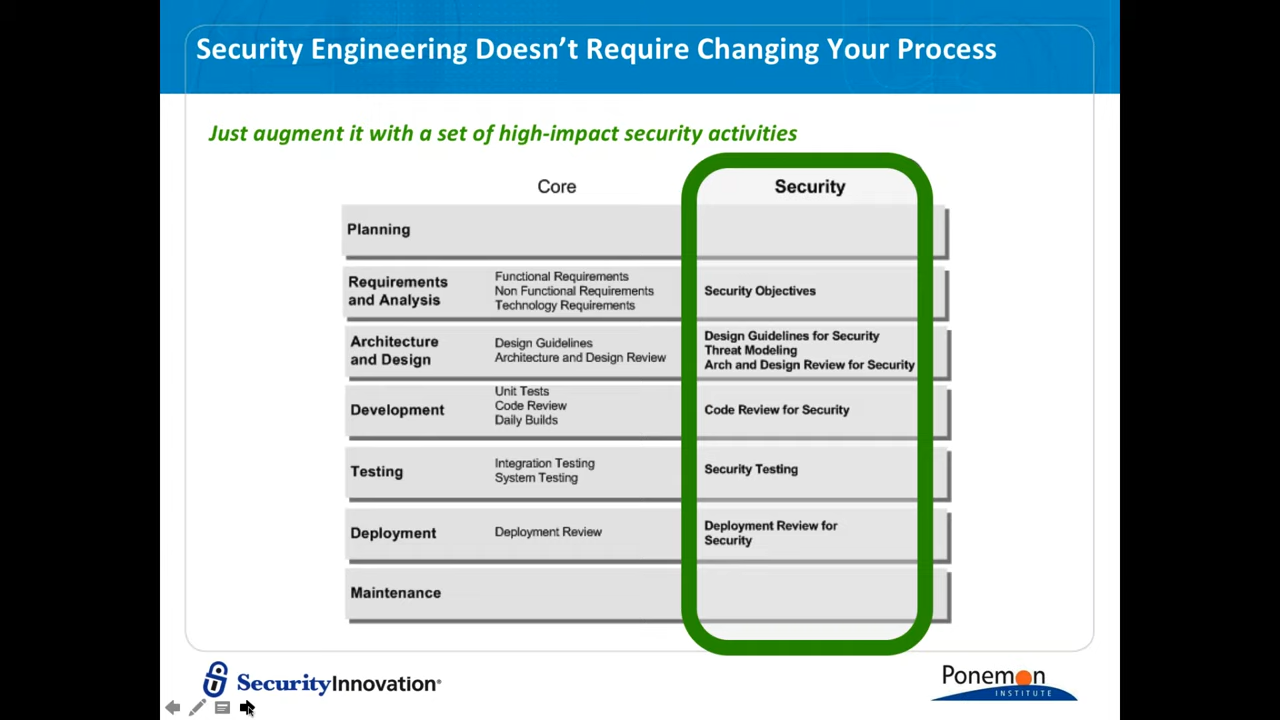 Security Engineering Doesn't Require Changing Your Process
Just augment it with a set of high-impact security activities
Core
Security
Planning
Requirements
and Analysis
Functional Requirements
Non Functional Requirements
Technology Requirements
Security Objectives
Architecture
and Design
Design Guidelines
Architecture and Design Review
Design Guidelines for Security
Threat Modeling
Arch and Design Review for Security
Development
Unit Tests
Code Review
Daily Builds
Code Review for Security
Testing
Integration Testing
System Testing
Security Testing
Deployment
Deployment Review
Deployment Review for
Security
Maintenance
SecurityInnovation®
Ponemon
INSTITUTE